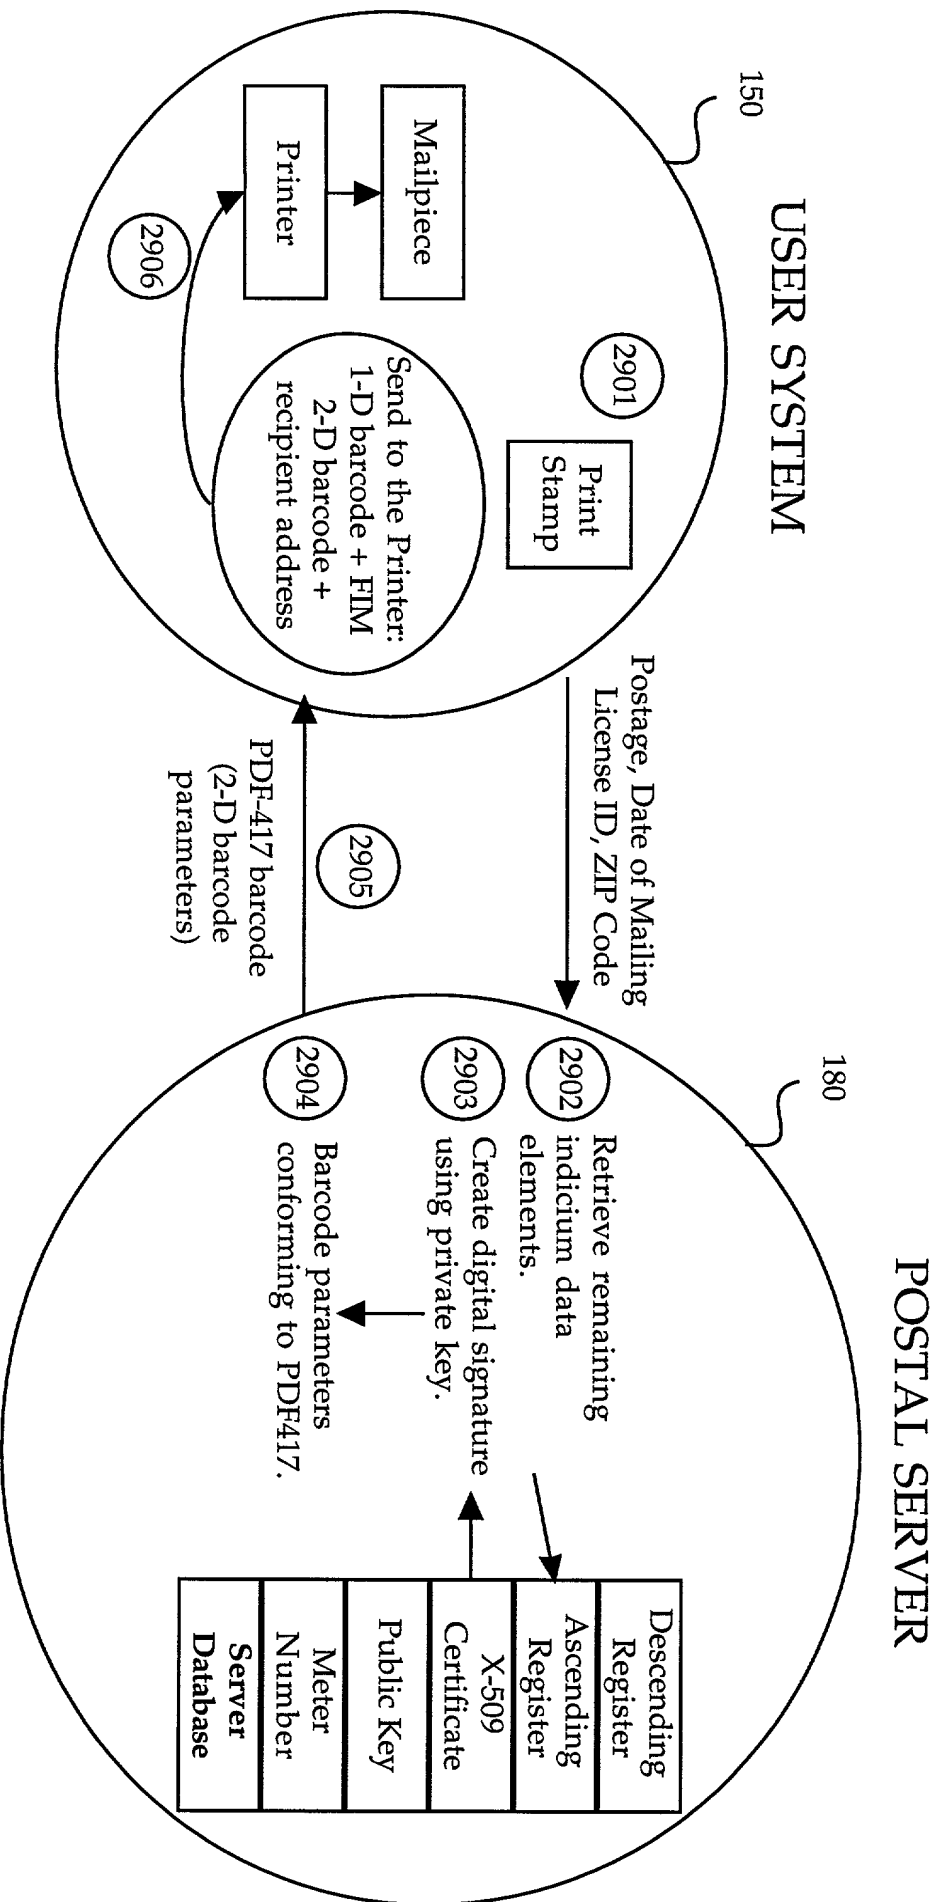 USER SYSTEM
150
2901
Print
Stamp
Mailpiece
Printer
2906
Send to the Printer:
1-D barcode + FIM
2-D barcode +
recipient address
Postage, Date of Mailing
License ID, ZIP Code
2905
PDF-417 barcode
(2-D barcode
parameters)
POSTAL SERVER
180
2902
Retrieve remaining
indicium data
elements.
2903
Create digital signature
using private key.
2904
Barcode parameters
conforming to PDF417.
Descending
Register
Ascending
Register
X-509
Certificate
Public Key
Meter
Number
Server
Database